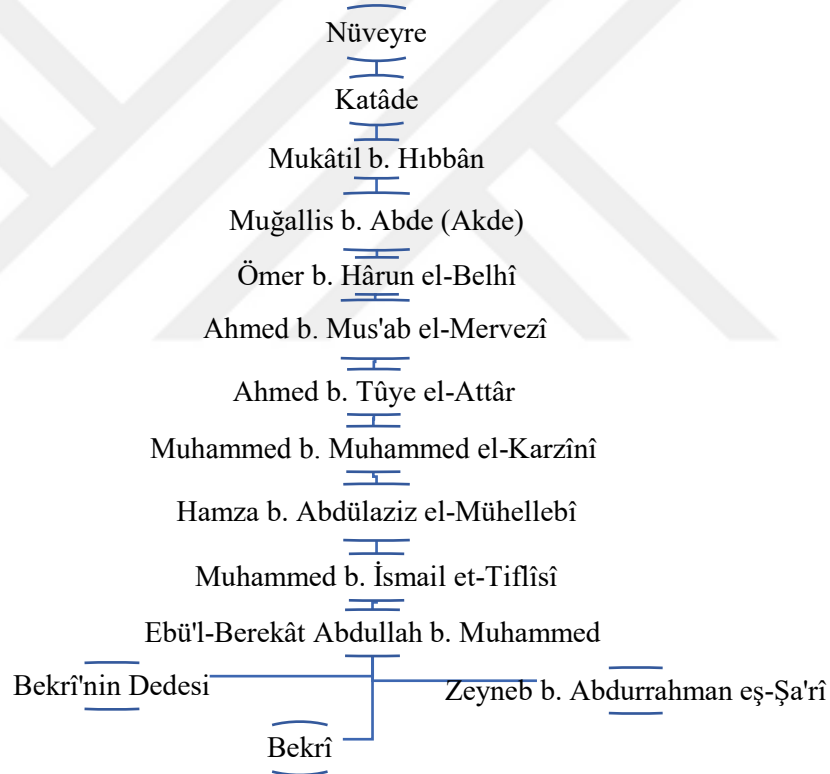 Nüveyre
Katâde
Mukâtil b. Hıbbân
Muğallis b. Abde (Akde)
Ömer b. Hârun el-Belhî
Ahmed b. Mus'ab el-Mervezî
Ahmed b. Tûye el-Attâr
Muhammed b. Muhammed el-Karzînî
Hamza b. Abdülaziz el-Mühellebî
Muhammed b. İsmail et-Tiflîsî
Ebü'l-Berekât Abdullah b. Muhammed
Bekrî'nin Dedesi
Zeyneb b. Abdurrahman eş-Şa'rî
Bekrî